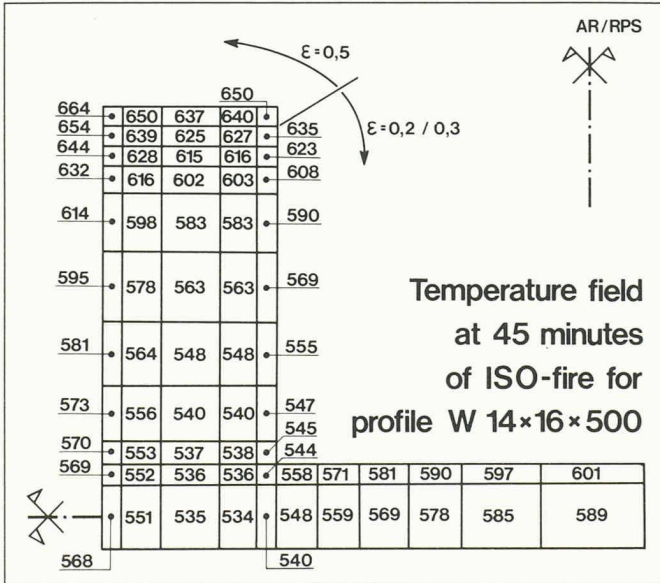 AR/RPS
ε=0,5
ε=0,2 / 0,3
650
664 650 637 640
654 639 625 627 635
644 628 615 616 623
632 616 602 603 608
614 598 583 583 590
595 578 563 563 569
581 564 548 548 555
573 556 540 540 547
545
570 553 537 538 544
569 552 536 536 558 571 581 590 597 601
551 535 534 548 559 569 578 585 589
568 540
Temperature field
at 45 minutes
of ISO-fire for
profile W 14×16×500